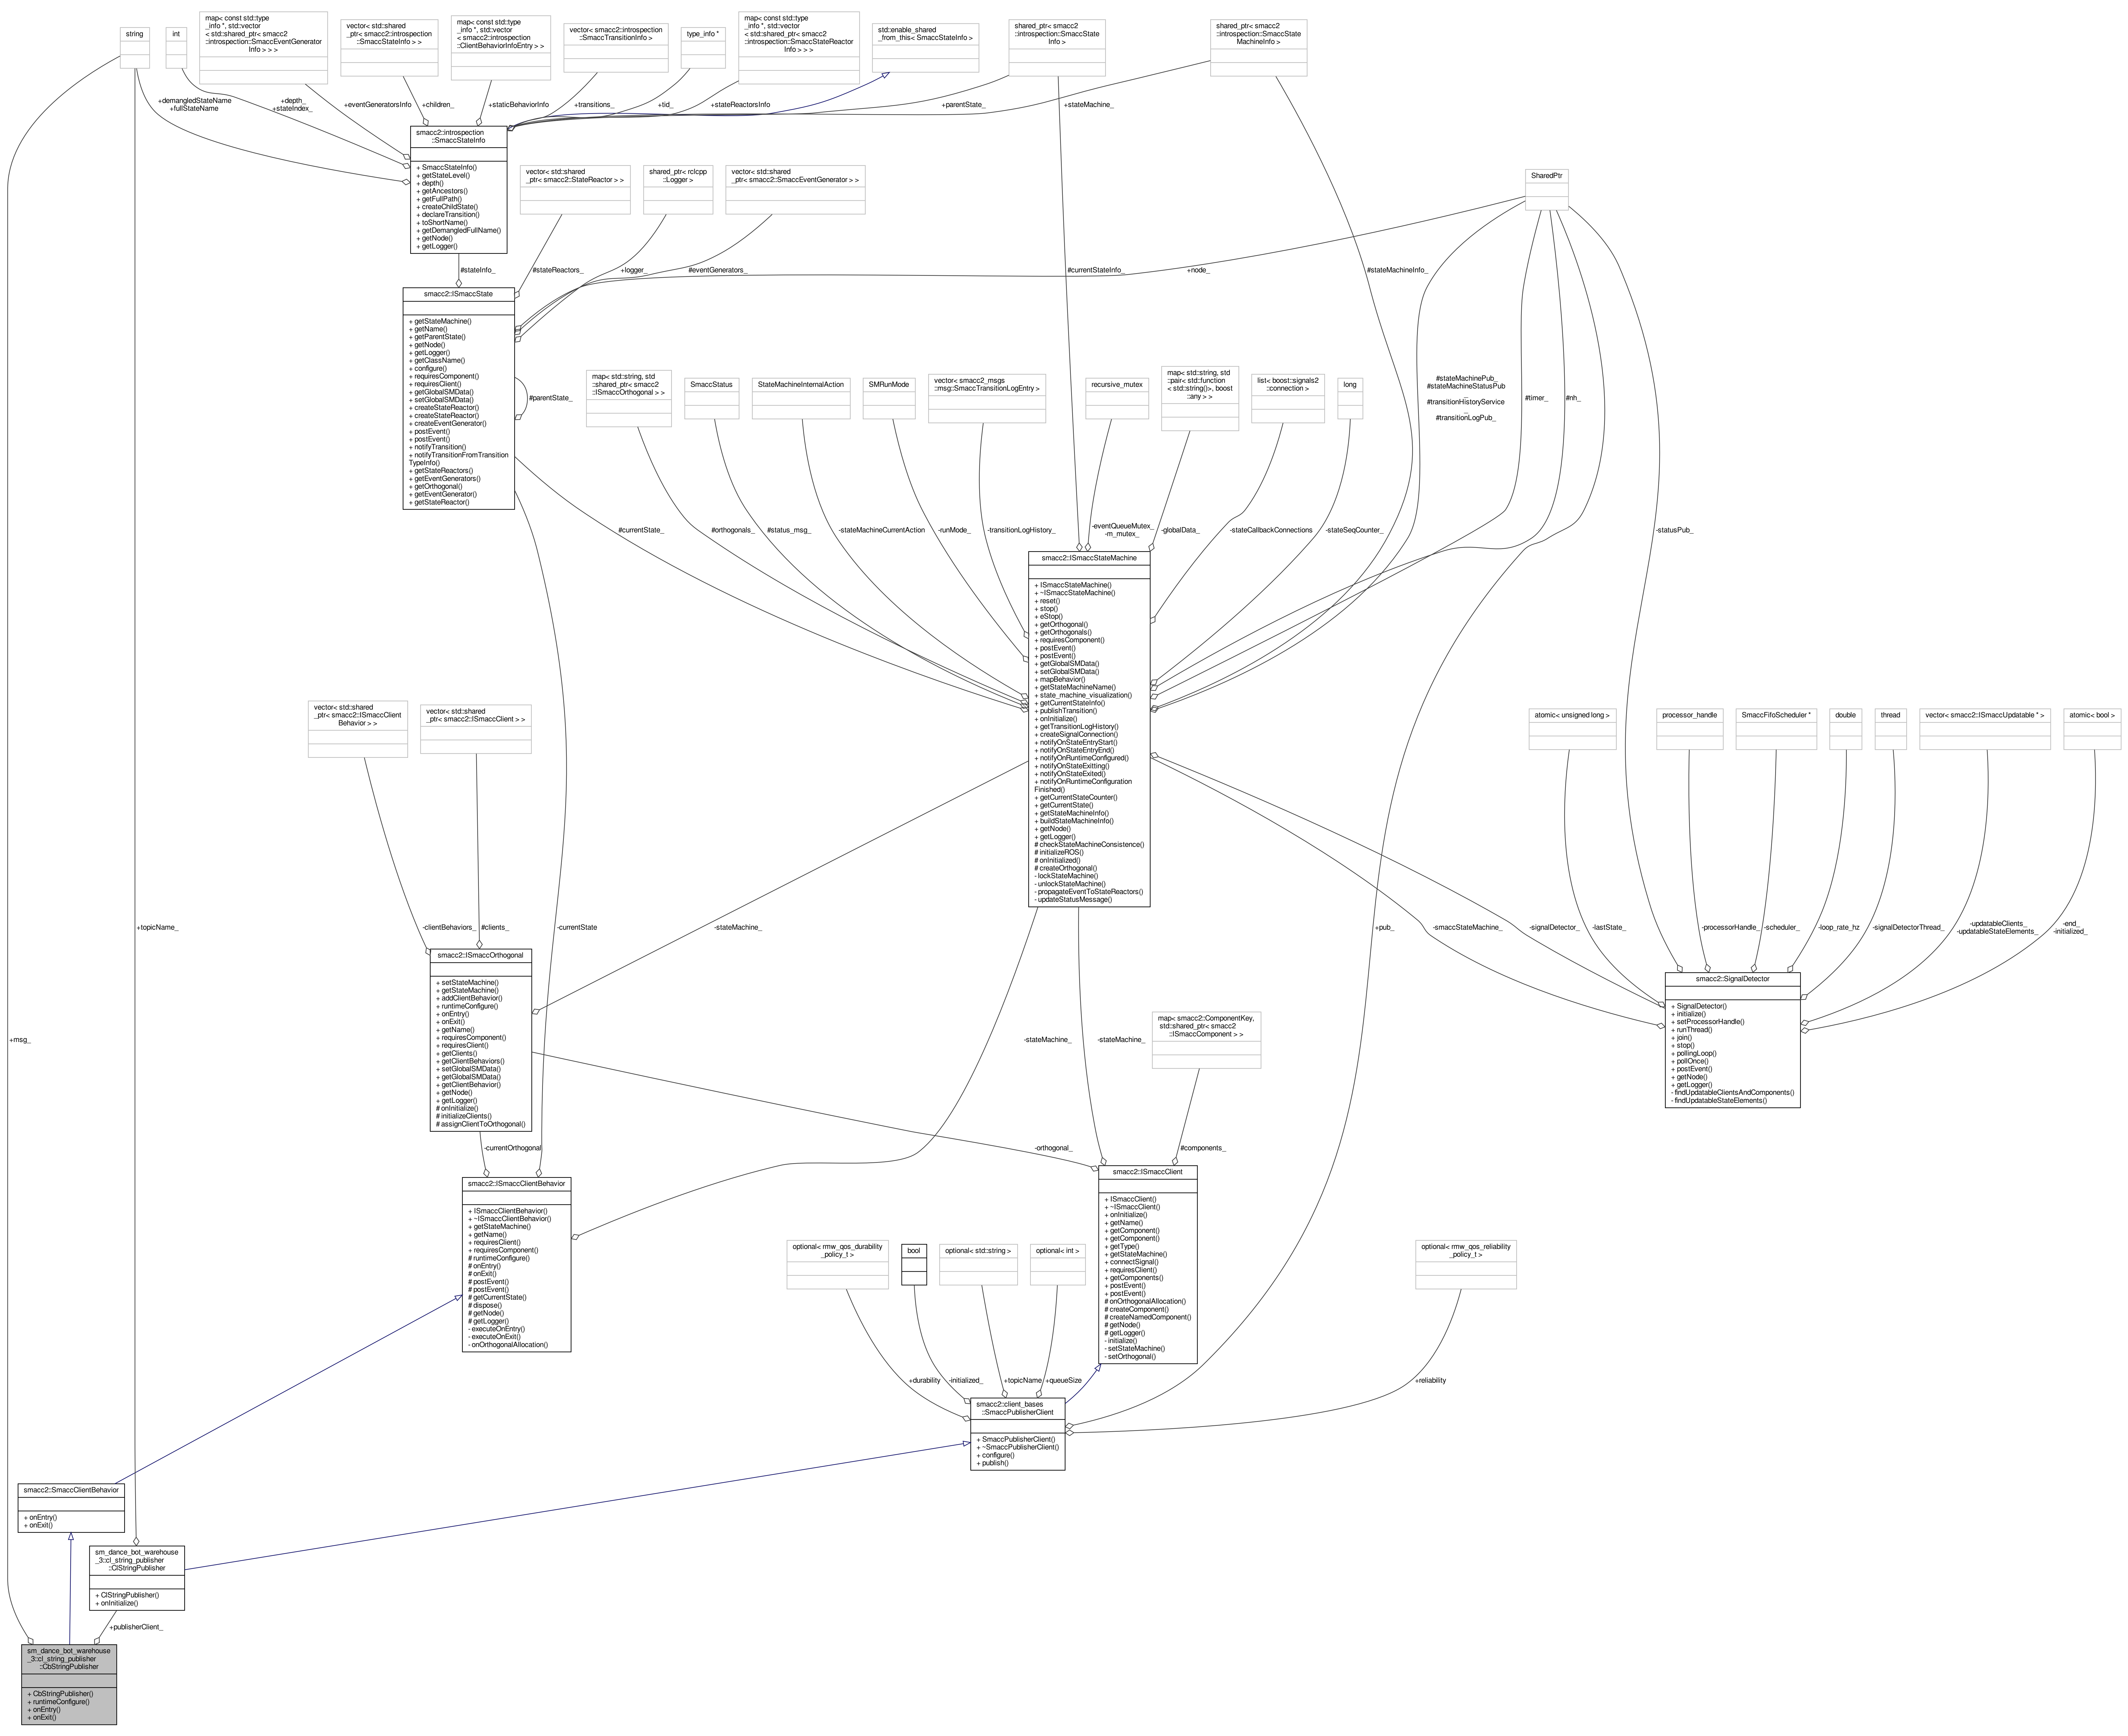 string
int
map< const std::type
_info *, std::vector
< std::shared_ptr< smacc2
::introspection::SmaccEventGenerator
Info > > >
vector< std::shared
_ptr< smacc2::introspection
::SmaccStateInfo > >
map< const std::type
_info *, std::vector
< smacc2::introspection
::ClientBehaviorInfoEntry > >
vector< smacc2::introspection
::SmaccTransitionInfo >
type_info *
map< const std::type
_info *, std::vector
< std::shared_ptr< smacc2
::introspection::SmaccStateReactor
Info > > >
std::enable_shared
_from_this< SmaccStateInfo >
shared_ptr< smacc2
::introspection::SmaccState
Info >
shared_ptr< smacc2
::introspection::SmaccState
MachineInfo >
+demangledStateName
+fullStateName
+depth_
+stateIndex_
+eventGeneratorsInfo
+children_
+staticBehaviorInfo
+transitions_
+tid_
+stateReactorsInfo
+parentState_
+stateMachine_
smacc2::introspection
::SmaccStateInfo
+ SmaccStateInfo()
+ getStateLevel()
+ depth()
+ getAncestors()
+ getFullPath()
+ createChildState()
+ declareTransition()
+ toShortName()
+ getDemangledFullName()
+ getNode()
+ getLogger()
vector< std::shared
_ptr< smacc2::StateReactor > >
shared_ptr< rclcpp
::Logger >
vector< std::shared
_ptr< smacc2::SmaccEventGenerator > >
SharedPtr
#stateInfo_
#stateReactors_
+logger_
#eventGenerators_
#currentStateInfo_
+node_
#stateMachineInfo_
smacc2::ISmaccState
+ getStateMachine()
+ getName()
+ getParentState()
+ getNode()
+ getLogger()
+ getClassName()
+ configure()
+ requiresComponent()
+ requiresClient()
+ getGlobalSMData()
+ setGlobalSMData()
+ createStateReactor()
+ createStateReactor()
+ createEventGenerator()
+ postEvent()
+ postEvent()
+ notifyTransition()
+ notifyTransitionFromTransition
TypeInfo()
+ getStateReactors()
+ getEventGenerators()
+ getOrthogonal()
+ getEventGenerator()
+ getStateReactor()
#parentState_
map< std::string, std
::shared_ptr< smacc2
::ISmaccOrthogonal > >
SmaccStatus
StateMachineInternalAction
SMRunMode
vector< smacc2_msgs
::msg::SmaccTransitionLogEntry >
recursive_mutex
map< std::string, std
::pair< std::function
< std::string()>, boost
::any > >
list< boost::signals2
::connection >
long
#stateMachinePub_
#stateMachineStatusPub
_
#transitionHistoryService
_
#transitionLogPub_
#timer_
#nh_
#currentState_
#orthogonals_
#status_msg_
-stateMachineCurrentAction
-runMode_
-transitionLogHistory_
-eventQueueMutex_
-m_mutex_
-globalData_
-stateCallbackConnections
-stateSeqCounter_
-statusPub_
smacc2::ISmaccStateMachine
+ ISmaccStateMachine()
+ ~ISmaccStateMachine()
+ reset()
+ stop()
+ eStop()
+ getOrthogonal()
+ getOrthogonals()
+ requiresComponent()
+ postEvent()
+ postEvent()
+ getGlobalSMData()
+ setGlobalSMData()
+ mapBehavior()
+ getStateMachineName()
+ state_machine_visualization()
+ getCurrentStateInfo()
+ publishTransition()
+ onInitialize()
+ getTransitionLogHistory()
+ createSignalConnection()
+ notifyOnStateEntryStart()
+ notifyOnStateEntryEnd()
+ notifyOnRuntimeConfigured()
+ notifyOnStateExitting()
+ notifyOnStateExited()
+ notifyOnRuntimeConfiguration
Finished()
+ getCurrentStateCounter()
+ getCurrentState()
+ getStateMachineInfo()
+ buildStateMachineInfo()
+ getNode()
+ getLogger()
# checkStateMachineConsistence()
# initializeROS()
# onInitialized()
# createOrthogonal()
- lockStateMachine()
- unlockStateMachine()
- propagateEventToStateReactors()
- updateStatusMessage()
vector< std::shared
_ptr< smacc2::ISmaccClient
Behavior > >
vector< std::shared
_ptr< smacc2::ISmaccClient > >
atomic< unsigned long >
processor_handle
SmaccFifoScheduler *
double
thread
vector< smacc2::ISmaccUpdatable * >
atomic< bool >
+topicName_
-clientBehaviors_
#clients_
-currentState
-stateMachine_
+pub_
-smaccStateMachine_
-signalDetector_
-lastState_
-processorHandle_
-scheduler_
-loop_rate_hz
-signalDetectorThread_
-updatableClients_
-updatableStateElements_
-end_
-initialized_
smacc2::ISmaccOrthogonal
+ setStateMachine()
+ getStateMachine()
+ addClientBehavior()
+ runtimeConfigure()
+ onEntry()
+ onExit()
+ getName()
+ requiresComponent()
+ requiresClient()
+ getClients()
+ getClientBehaviors()
+ setGlobalSMData()
+ getGlobalSMData()
+ getClientBehavior()
+ getNode()
+ getLogger()
# onInitialize()
# initializeClients()
# assignClientToOrthogonal()
smacc2::SignalDetector
+ SignalDetector()
+ initialize()
+ setProcessorHandle()
+ runThread()
+ join()
+ stop()
+ pollingLoop()
+ pollOnce()
+ postEvent()
+ getNode()
+ getLogger()
- findUpdatableClientsAndComponents()
- findUpdatableStateElements()
map< smacc2::ComponentKey,
std::shared_ptr< smacc2
::ISmaccComponent > >
+msg_
-stateMachine_
-stateMachine_
-currentOrthogonal
-orthogonal_
#components_
smacc2::ISmaccClientBehavior
+ ISmaccClientBehavior()
+ ~ISmaccClientBehavior()
+ getStateMachine()
+ getName()
+ requiresClient()
+ requiresComponent()
# runtimeConfigure()
# onEntry()
# onExit()
# postEvent()
# postEvent()
# getCurrentState()
# dispose()
# getNode()
# getLogger()
- executeOnEntry()
- executeOnExit()
- onOrthogonalAllocation()
smacc2::ISmaccClient
+ ISmaccClient()
+ ~ISmaccClient()
+ onInitialize()
+ getName()
+ getComponent()
+ getComponent()
+ getType()
+ getStateMachine()
+ connectSignal()
+ requiresClient()
+ getComponents()
+ postEvent()
+ postEvent()
# onOrthogonalAllocation()
# createComponent()
# createNamedComponent()
# getNode()
# getLogger()
- initialize()
- setStateMachine()
- setOrthogonal()
optional< rmw_qos_durability
_policy_t >
bool
optional< std::string >
optional< int >
optional< rmw_qos_reliability
_policy_t >
+durability
-initialized_
+topicName
+queueSize
+reliability
smacc2::client_bases
::SmaccPublisherClient
+ SmaccPublisherClient()
+ ~SmaccPublisherClient()
+ configure()
+ publish()
smacc2::SmaccClientBehavior
+ onEntry()
+ onExit()
sm_dance_bot_warehouse
_3::cl_string_publisher
::ClStringPublisher
+ ClStringPublisher()
+ onInitialize()
+publisherClient_
sm_dance_bot_warehouse
_3::cl_string_publisher
::CbStringPublisher
+ CbStringPublisher()
+ runtimeConfigure()
+ onEntry()
+ onExit()